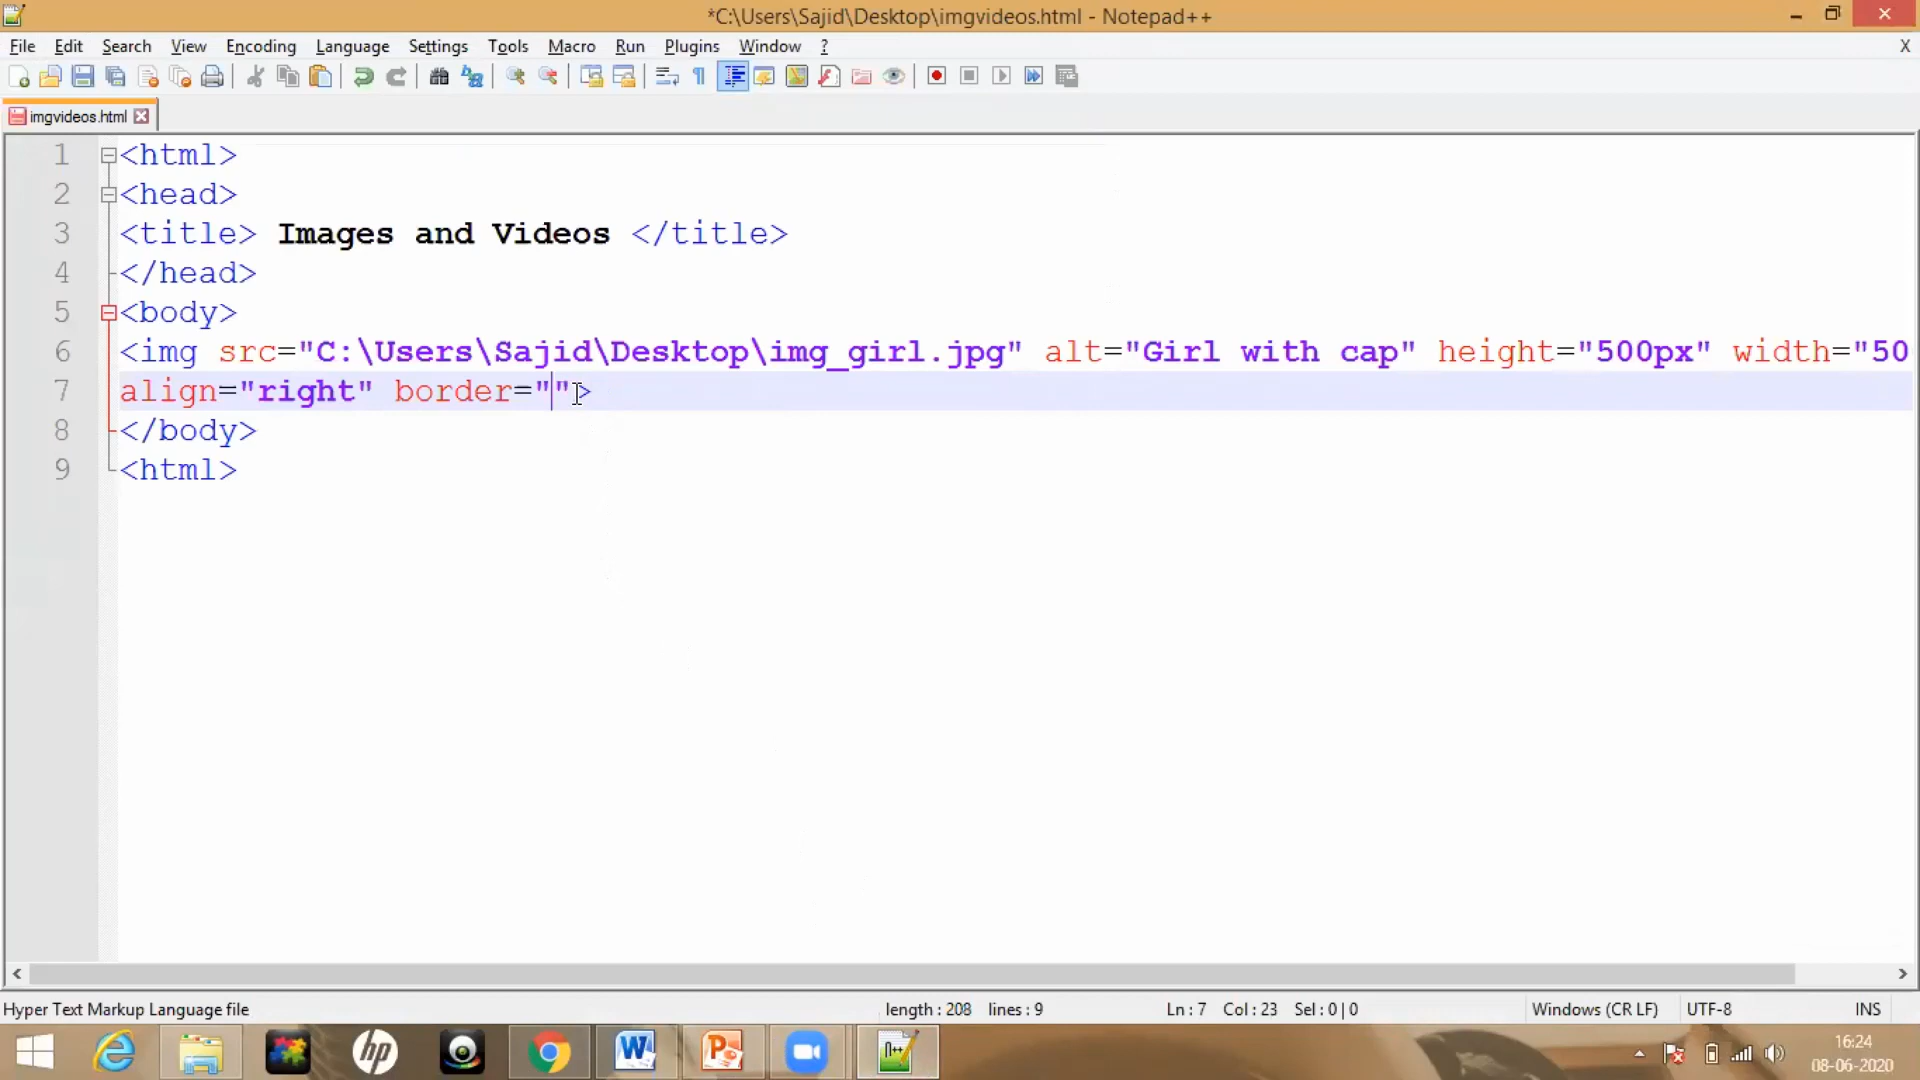 *C:\Users\Sajid\Desktop\imgvideos.html - Notepad++
File Edit Search View Encoding Language Settings Tools Macro Run Plugins Window ? X
imgvideos.html
1 <html>
2 <head>
3 <title> Images and Videos </title>
4 </head>
5 <body>
6 <img src="C:\Users\Sajid\Desktop\img_girl.jpg" alt="Girl with cap" height="500px" width="50
7 align="right" border="">
8 </body>
9 <html>
Hyper Text Markup Language file length : 208 lines : 9 Ln : 7 Col : 23 Sel : 0 | 0 Windows (CR LF) UTF-8 INS
16:24
08-06-2020